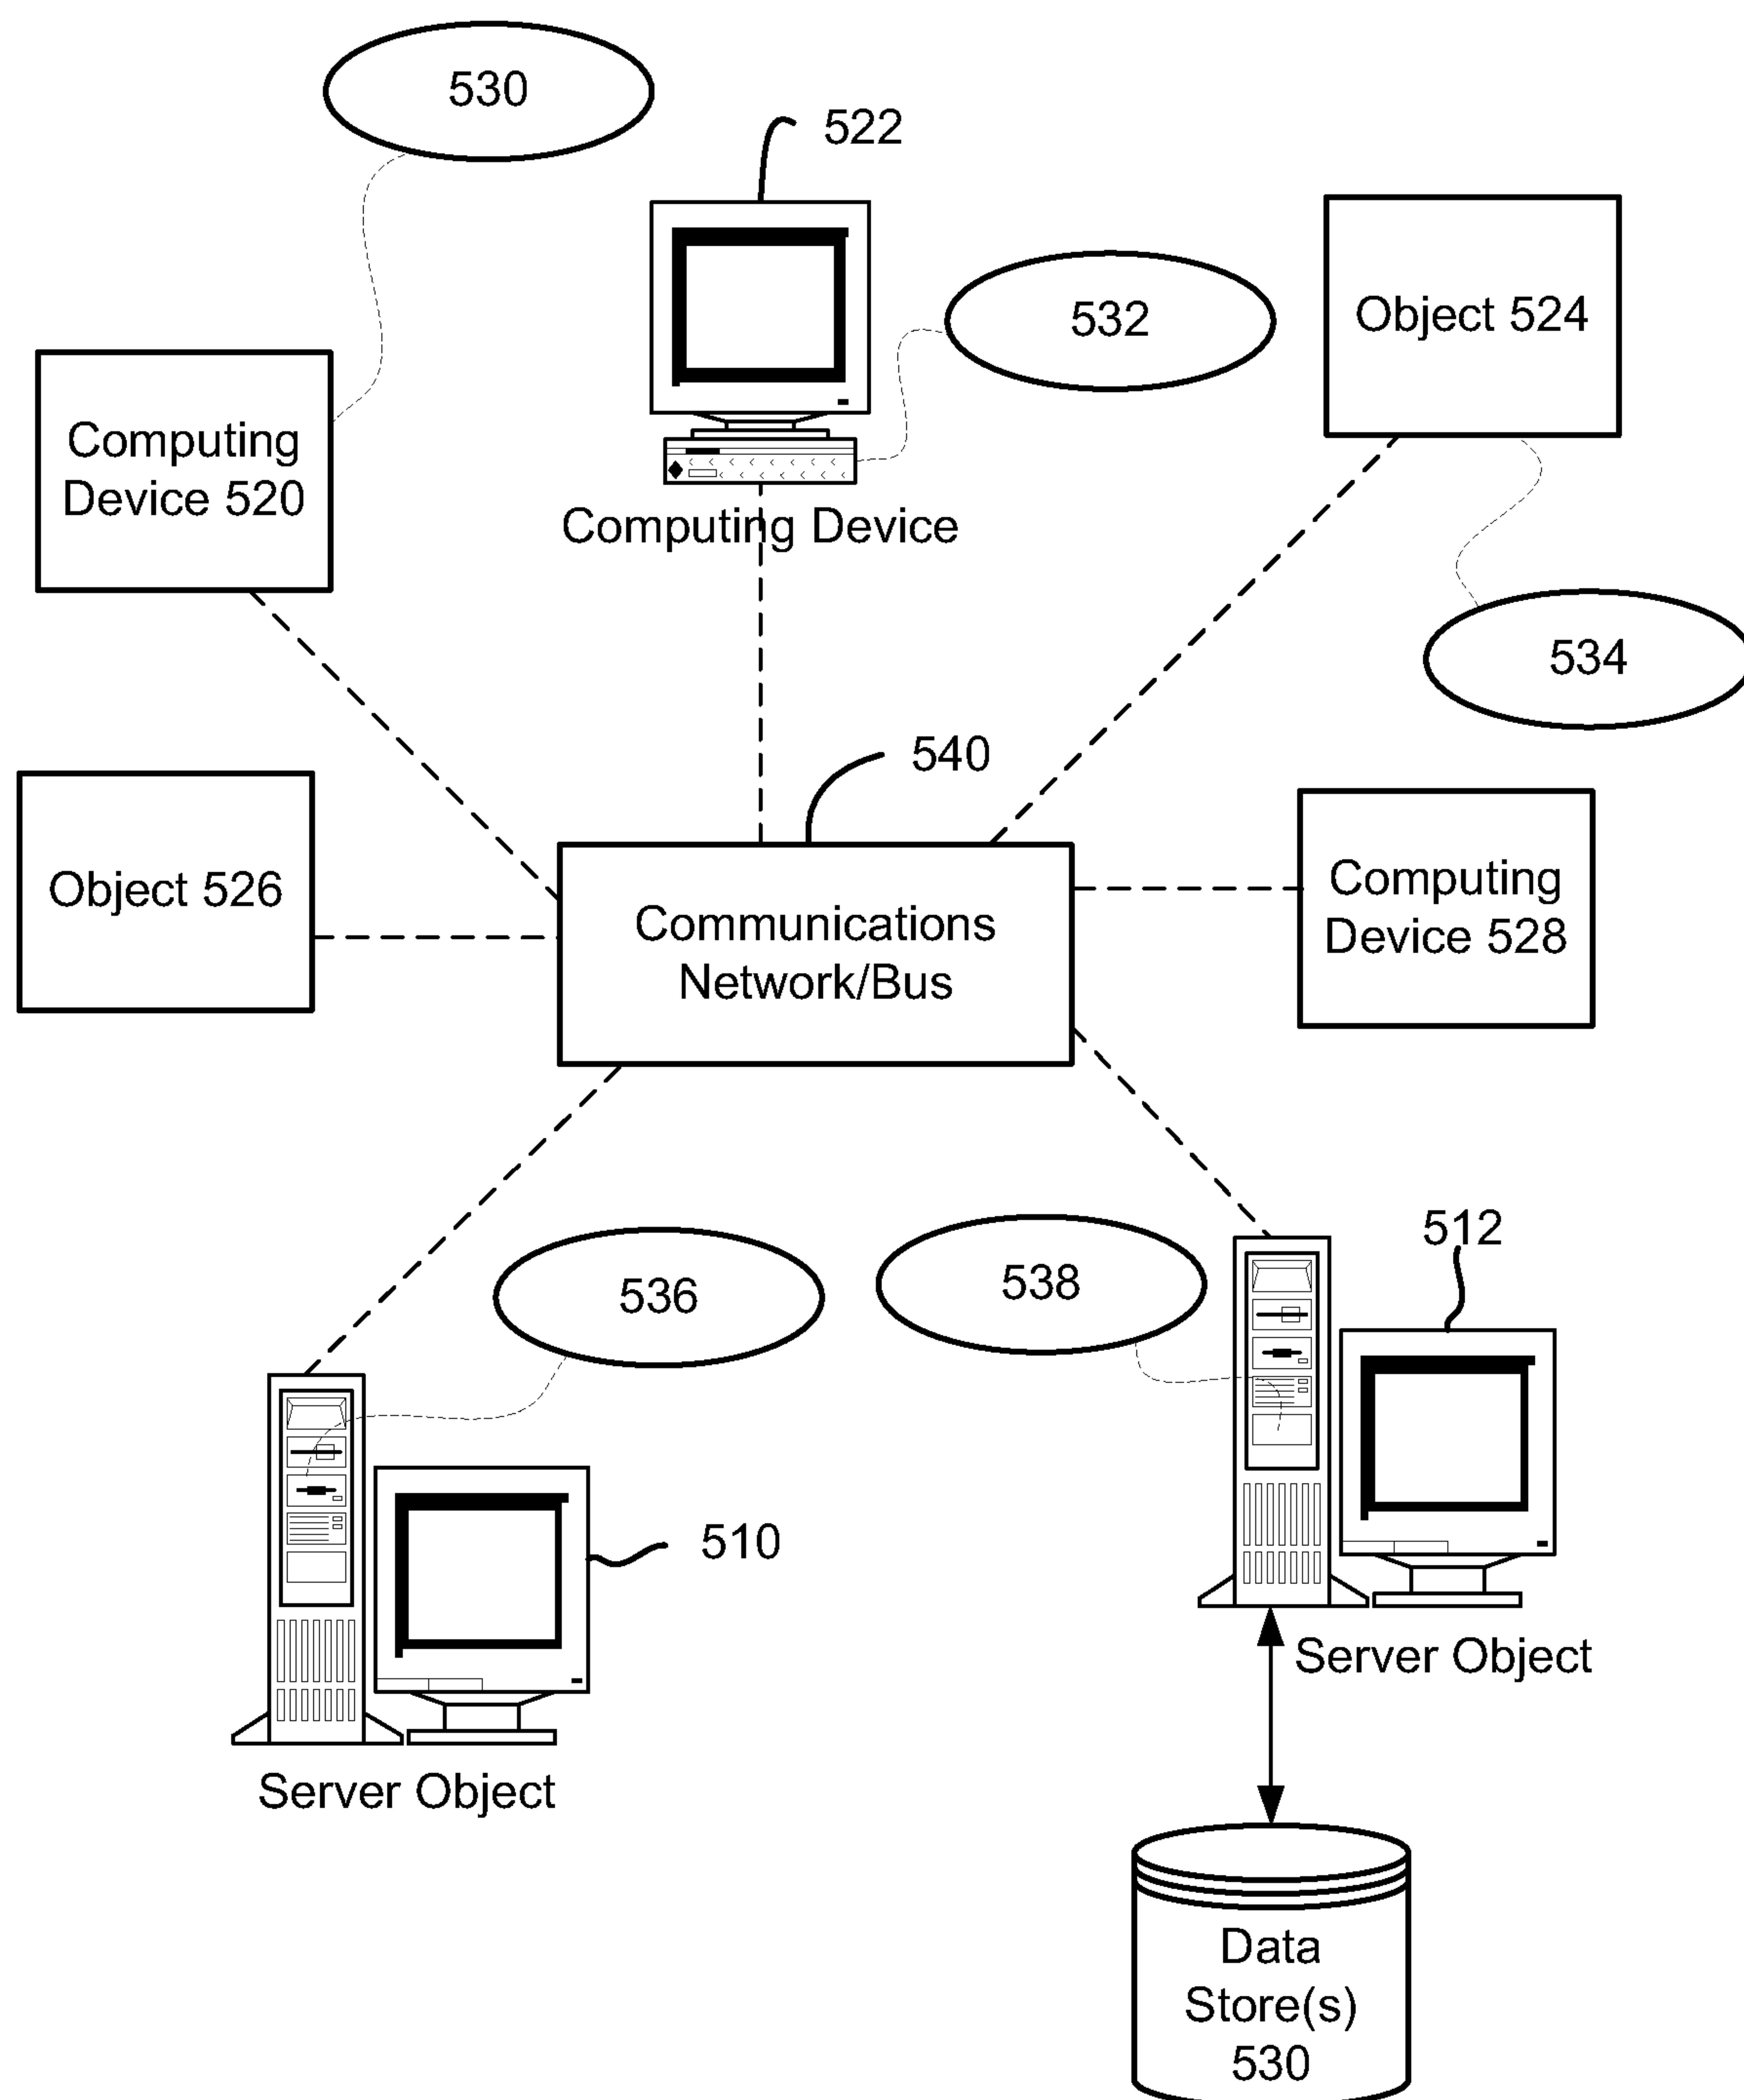 530
522
532
Object 524
Computing
Device 520
Computing Device
534
540
Object 526
Communications
Network/Bus
Computing
Device 528
536
538
512
510
Server Object
Server Object
Data
Store(s)
530